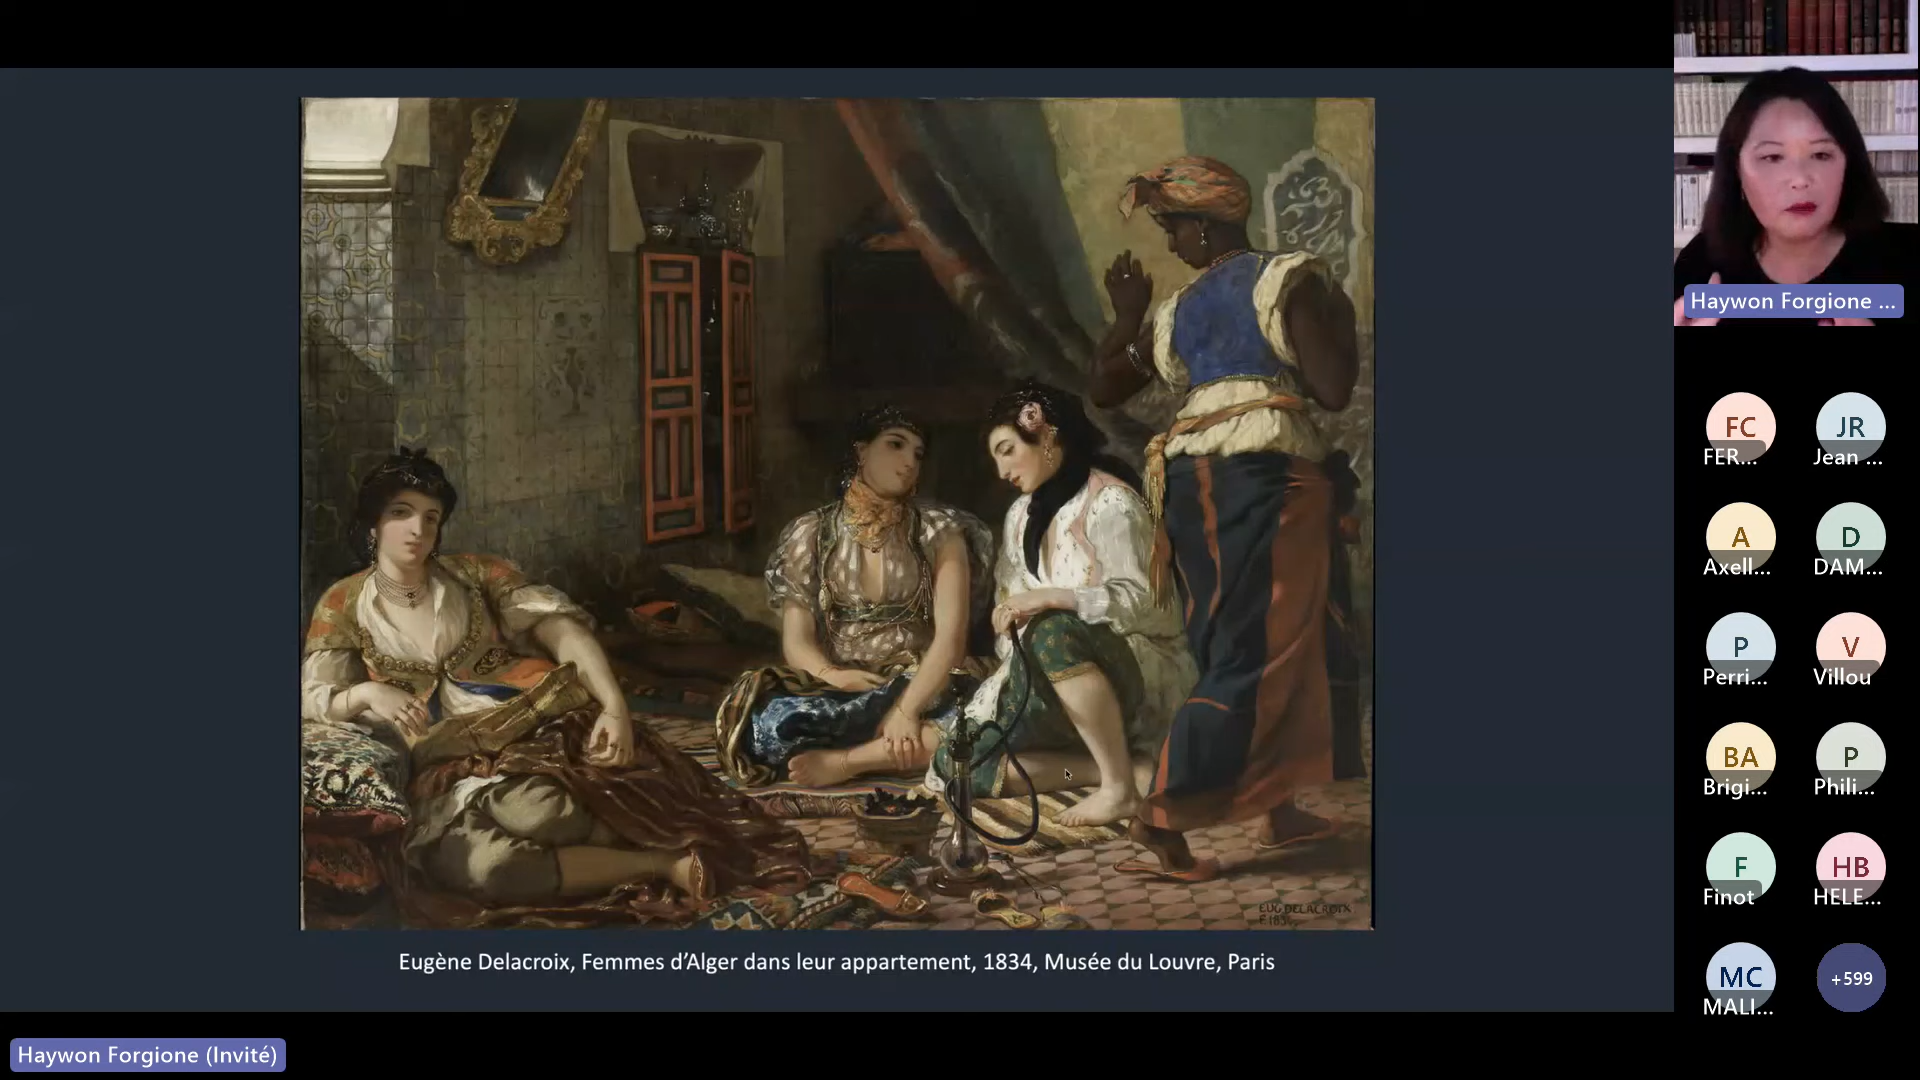 Haywon Forgione ...
FC
FER...
JR
Jean ...
A
Axell...
D
DAM...
P
Perri...
V
Villou
BA
Brigi...
P
Phili...
F
Finot
HB
HELE...
MC
MALI...
+599
EUG DELACROIX
Eugène Delacroix, Femmes d’Alger dans leur appartement, 1834, Musée du Louvre, Paris
Haywon Forgione (Invité)